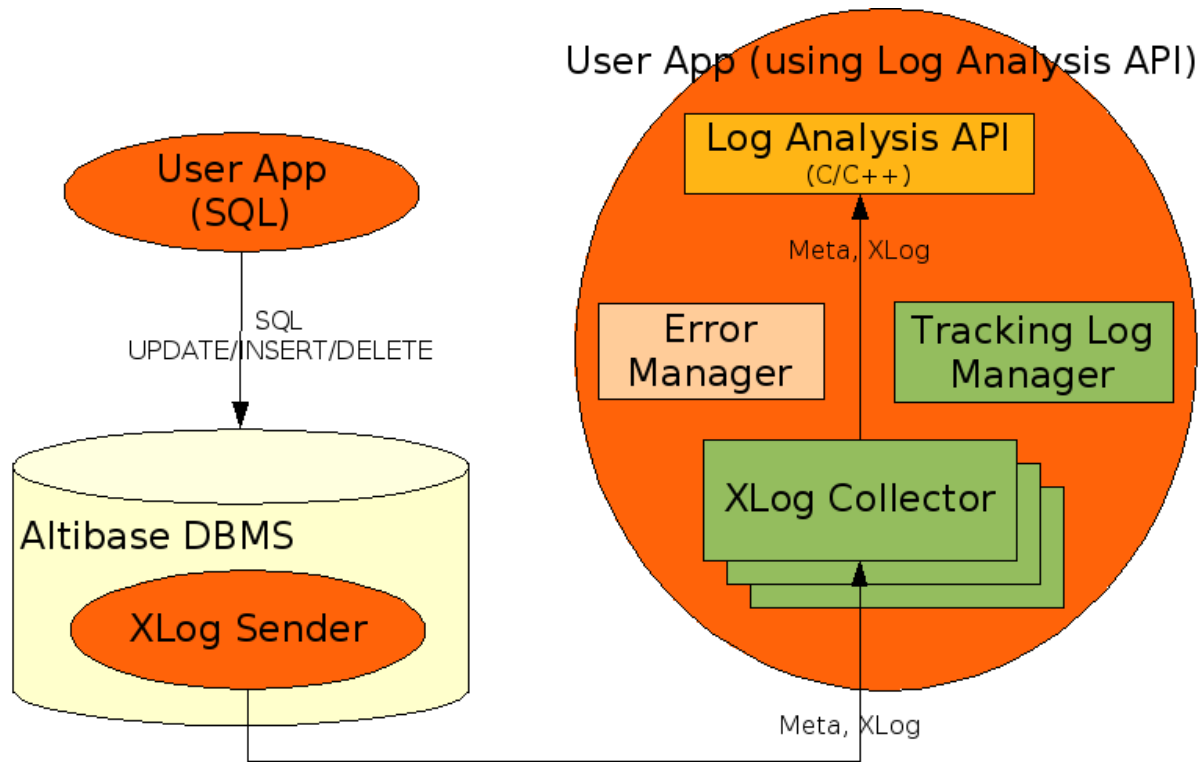 User App (using Log Analysis API)
Log Analysis API
(C/C++)
User App
(SQL)
Meta, XLog
SQL
UPDATE/INSERT/DELETE
Error
Manager
Tracking Log
Manager
XLog Collector
Altibase DBMS
XLog Sender
Meta, XLog